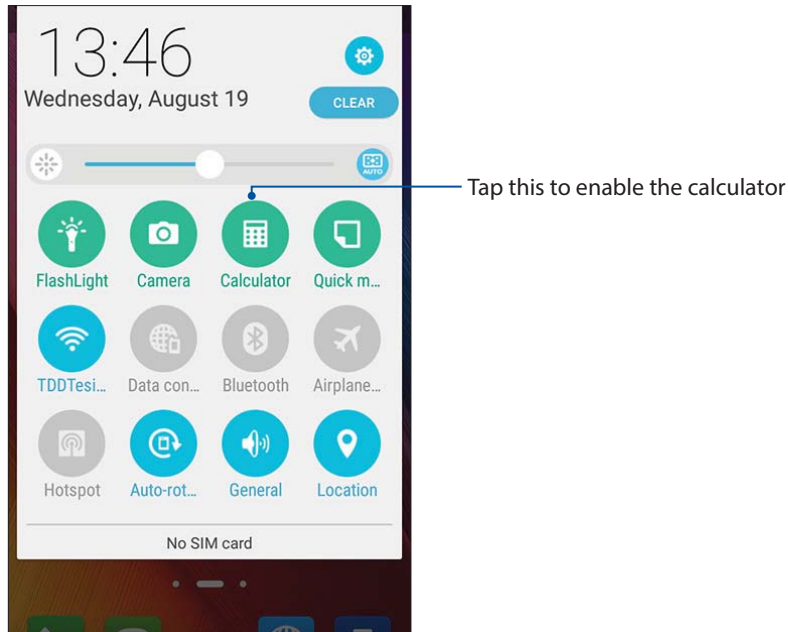 13:46
Wednesday, August 19
CLEAR
AUTO
Tap this to enable the calculator
FlashLight Camera Calculator Quick m...
TDDTesi... Data con... Bluetooth Airplane...
Hotspot Auto-rot... General Location
No SIM card